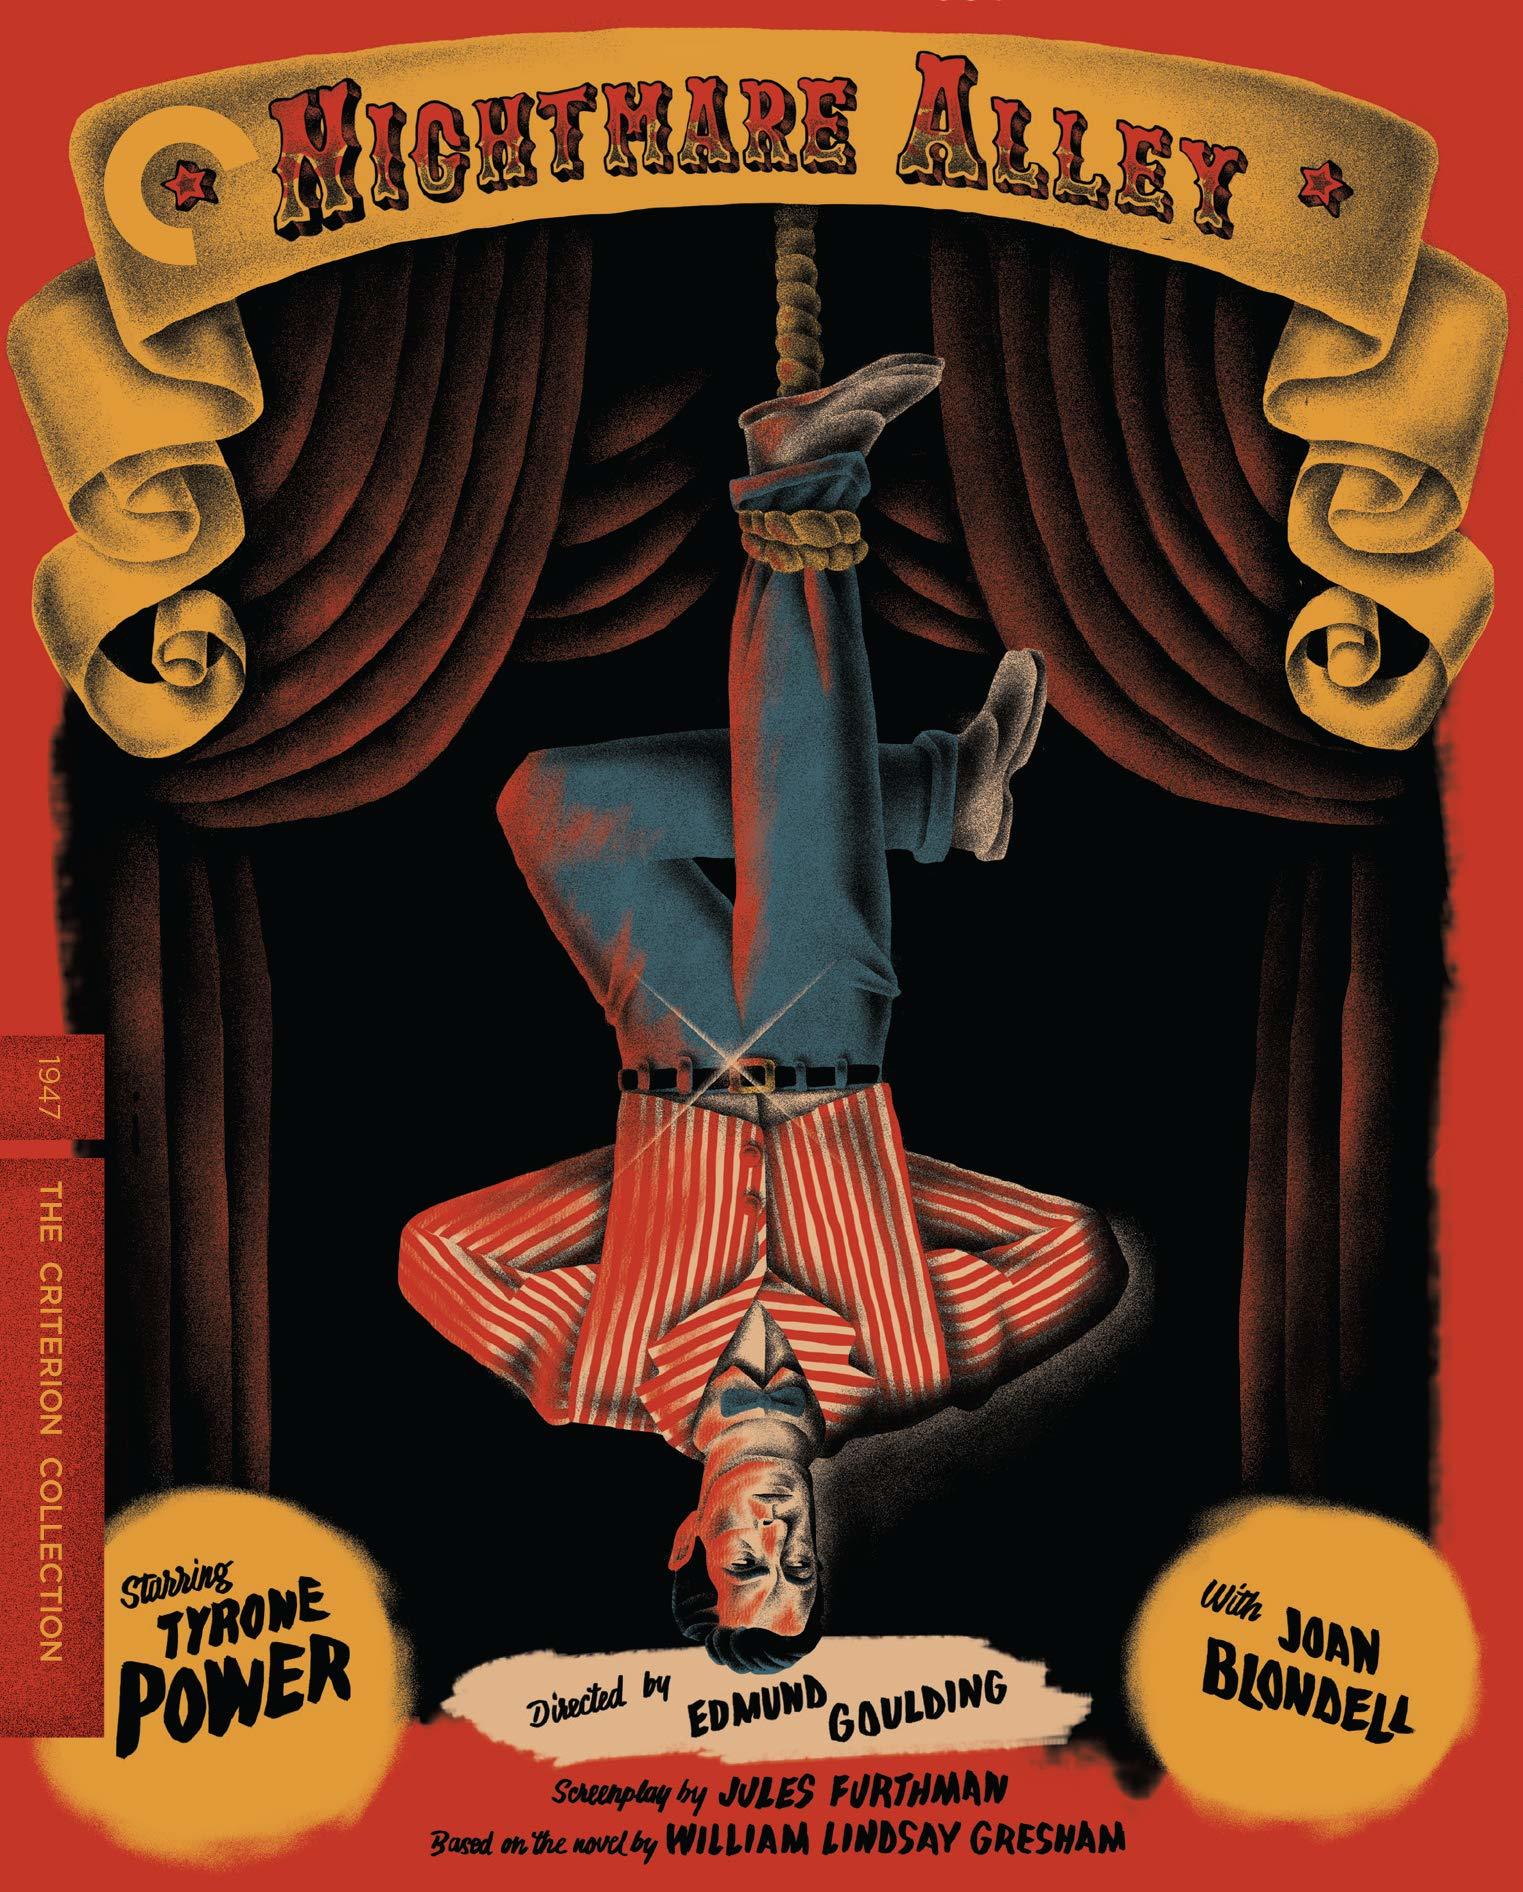 NIGHTMARE ALLEY
1947
THE CRITERION COLLECTION
Starring
TYRONE
POWER
With JOAN
BLONDELL
Directed by EDMUND GOULDING
Screenplay by JULES FURTHMAN
Based on the novel by WILLIAM LINDSAY GRESHAM